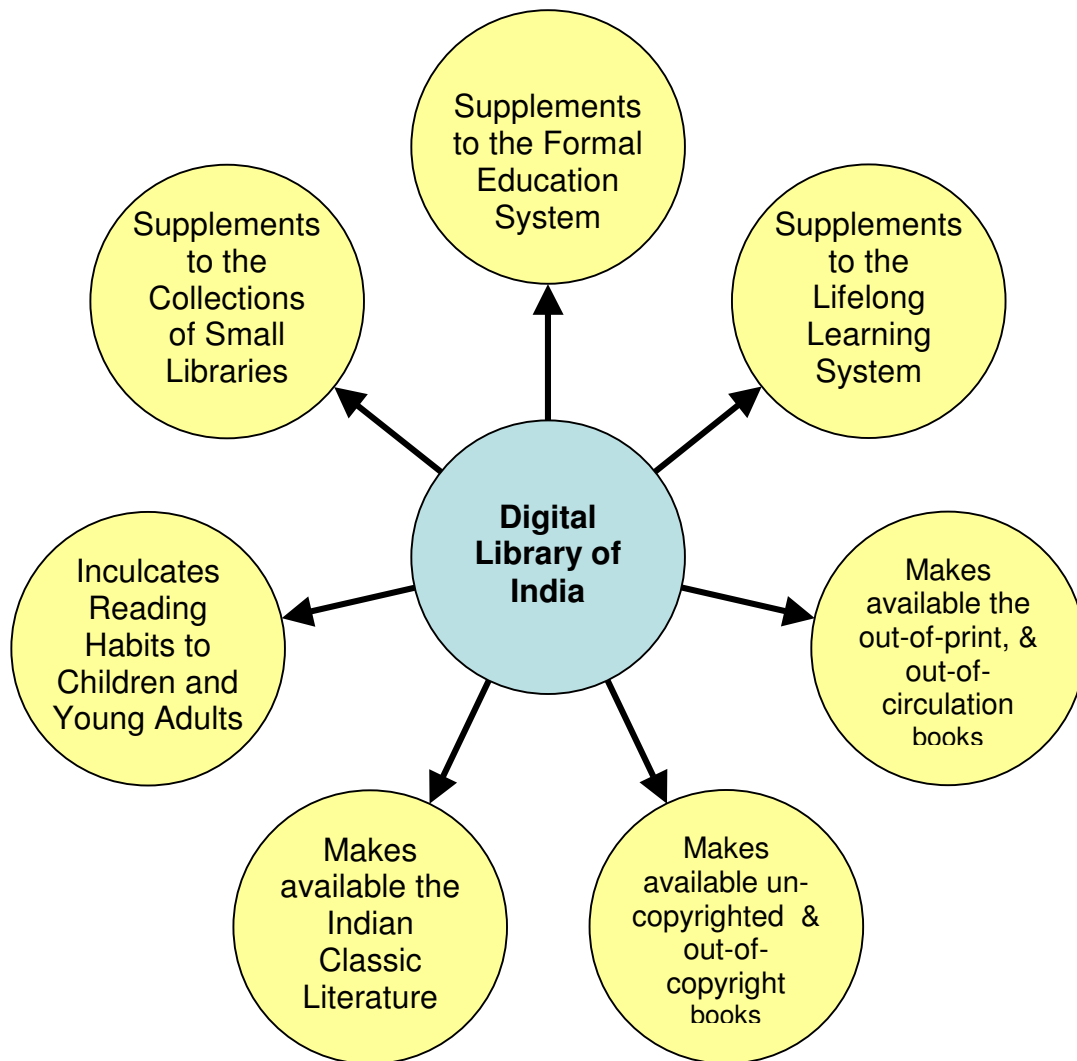 Supplements
to the Formal
Education
System
Supplements
to the
Collections
of Small
Libraries
Supplements
to the
Lifelong
Learning
System
Digital
Library of
India
Inculcates
Reading
Habits to
Children and
Young Adults
Makes
available the
out-of-print, &
out-of-
circulation
books
Makes
available the
Indian
Classic
Literature
Makes
available un-
copyrighted & 
out-of-
copyright
books